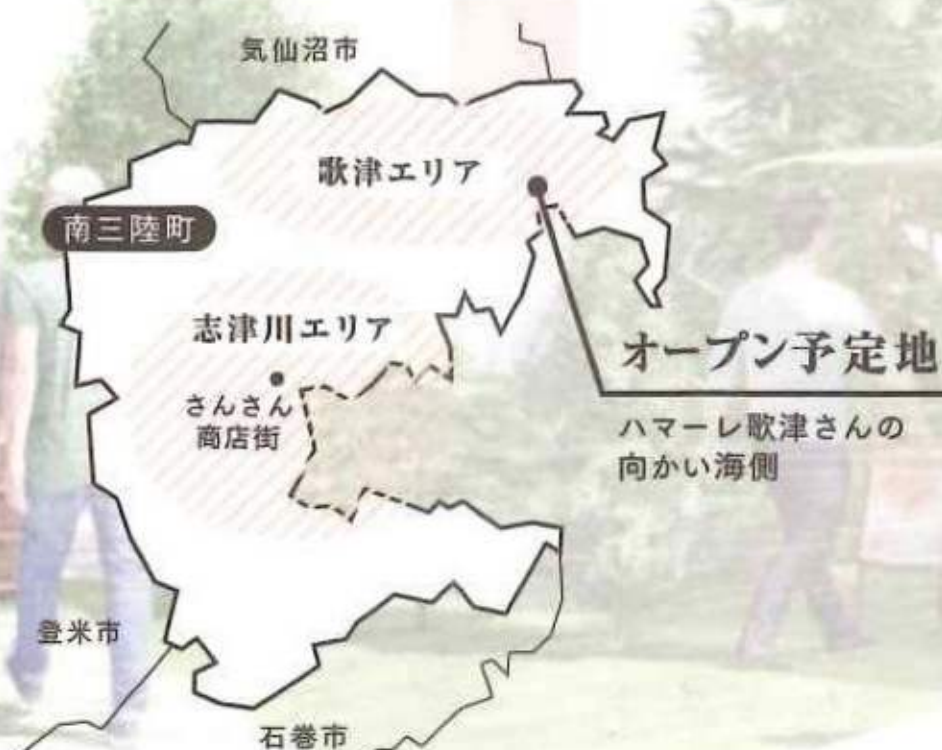 気仙沼市
歌津エリア
南三陸町
志津川エリア
さんさん
商店街
オープン予定地
ハマーレ歌津さんの
向かい海側
登米市
石巻市